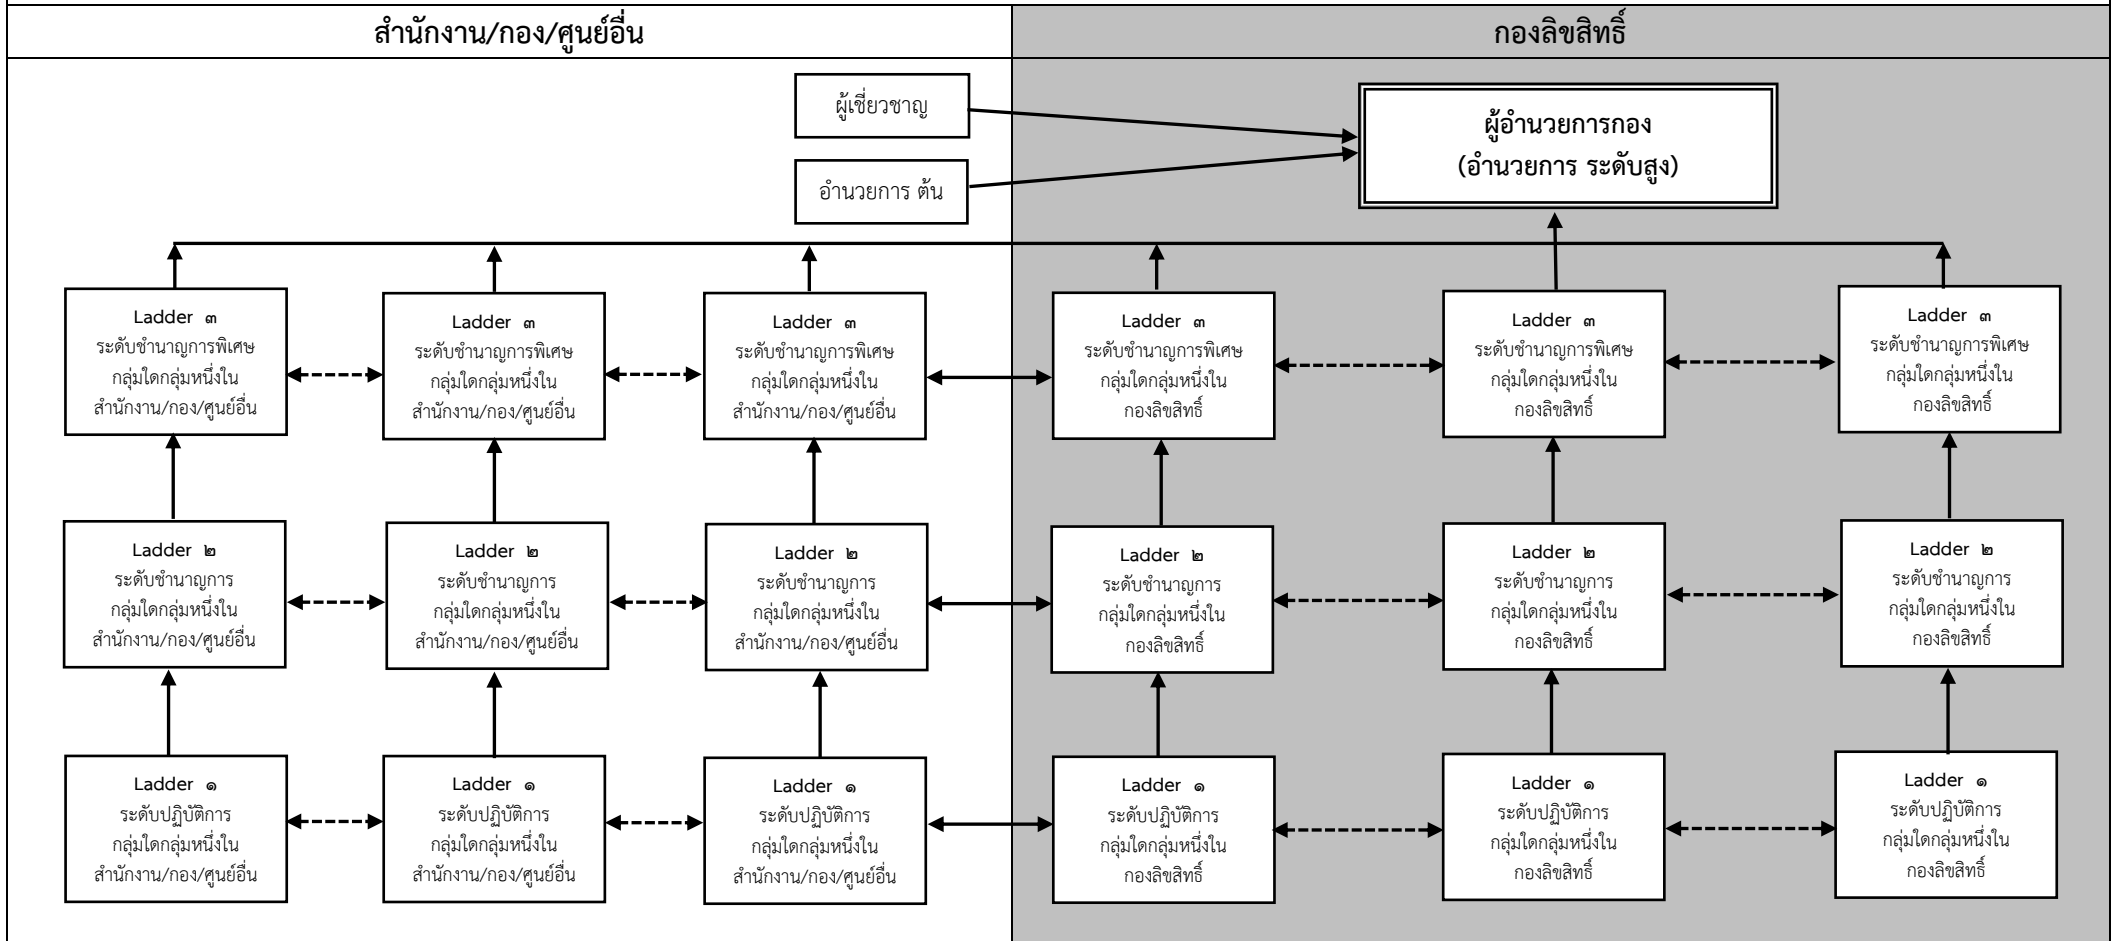 สำนักงาน/กอง/ศูนย์อื่น
กองลิขสิทธิ์
ผู้เชี่ยวชาญ
อำนวยการ ต้น
ผู้อำนวยการกอง
(อำนวยการ ระดับสูง)
Ladder ๓
ระดับชำนาญการพิเศษ
กลุ่มใดกลุ่มหนึ่งใน
สำนักงาน/กอง/ศูนย์อื่น
Ladder ๓
ระดับชำนาญการพิเศษ
กลุ่มใดกลุ่มหนึ่งใน
สำนักงาน/กอง/ศูนย์อื่น
Ladder ๓
ระดับชำนาญการพิเศษ
กลุ่มใดกลุ่มหนึ่งใน
สำนักงาน/กอง/ศูนย์อื่น
Ladder ๓
ระดับชำนาญการพิเศษ
กลุ่มใดกลุ่มหนึ่งใน
กองลิขสิทธิ์
Ladder ๓
ระดับชำนาญการพิเศษ
กลุ่มใดกลุ่มหนึ่งใน
กองลิขสิทธิ์
Ladder ๓
ระดับชำนาญการพิเศษ
กลุ่มใดกลุ่มหนึ่งใน
กองลิขสิทธิ์
Ladder ๒
ระดับชำนาญการ
กลุ่มใดกลุ่มหนึ่งใน
สำนักงาน/กอง/ศูนย์อื่น
Ladder ๒
ระดับชำนาญการ
กลุ่มใดกลุ่มหนึ่งใน
สำนักงาน/กอง/ศูนย์อื่น
Ladder ๒
ระดับชำนาญการ
กลุ่มใดกลุ่มหนึ่งใน
สำนักงาน/กอง/ศูนย์อื่น
Ladder ๒
ระดับชำนาญการ
กลุ่มใดกลุ่มหนึ่งใน
กองลิขสิทธิ์
Ladder ๒
ระดับชำนาญการ
กลุ่มใดกลุ่มหนึ่งใน
กองลิขสิทธิ์
Ladder ๒
ระดับชำนาญการ
กลุ่มใดกลุ่มหนึ่งใน
กองลิขสิทธิ์
Ladder ๑
ระดับปฏิบัติการ
กลุ่มใดกลุ่มหนึ่งใน
สำนักงาน/กอง/ศูนย์อื่น
Ladder ๑
ระดับปฏิบัติการ
กลุ่มใดกลุ่มหนึ่งใน
สำนักงาน/กอง/ศูนย์อื่น
Ladder ๑
ระดับปฏิบัติการ
กลุ่มใดกลุ่มหนึ่งใน
สำนักงาน/กอง/ศูนย์อื่น
Ladder ๑
ระดับปฏิบัติการ
กลุ่มใดกลุ่มหนึ่งใน
กองลิขสิทธิ์
Ladder ๑
ระดับปฏิบัติการ
กลุ่มใดกลุ่มหนึ่งใน
กองลิขสิทธิ์
Ladder ๑
ระดับปฏิบัติการ
กลุ่มใดกลุ่มหนึ่งใน
กองลิขสิทธิ์